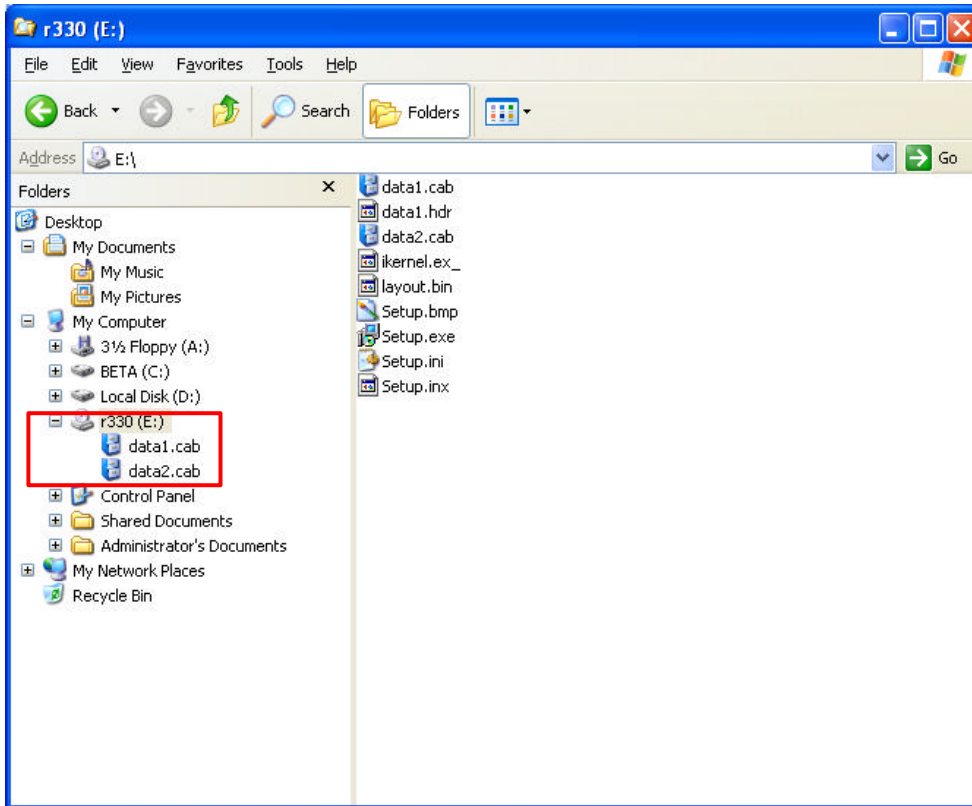 r330 (E:)
File Edit View Favorites Tools Help
Back Search Folders
Address E:\ Go
Folders
Desktop
My Documents
My Music
My Pictures
My Computer
3½ Floppy (A:)
BETA (C:)
Local Disk (D:)
r330 (E:)
data1.cab
data2.cab
Control Panel
Shared Documents
Administrator's Documents
My Network Places
Recycle Bin
data1.cab
data1.hdr
data2.cab
ikernel.ex_
layout.bin
Setup.bmp
Setup.exe
Setup.ini
Setup.inx